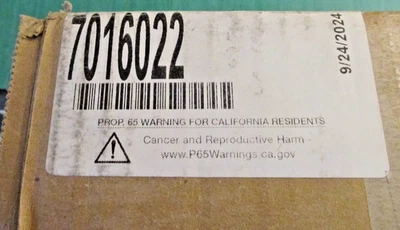 7016022
9/24/2024
PROP. 65 WARNING FOR CALIFORNIA RESIDENTS
Cancer and Reproductive Harm -
www.P65Warnings.ca.gov